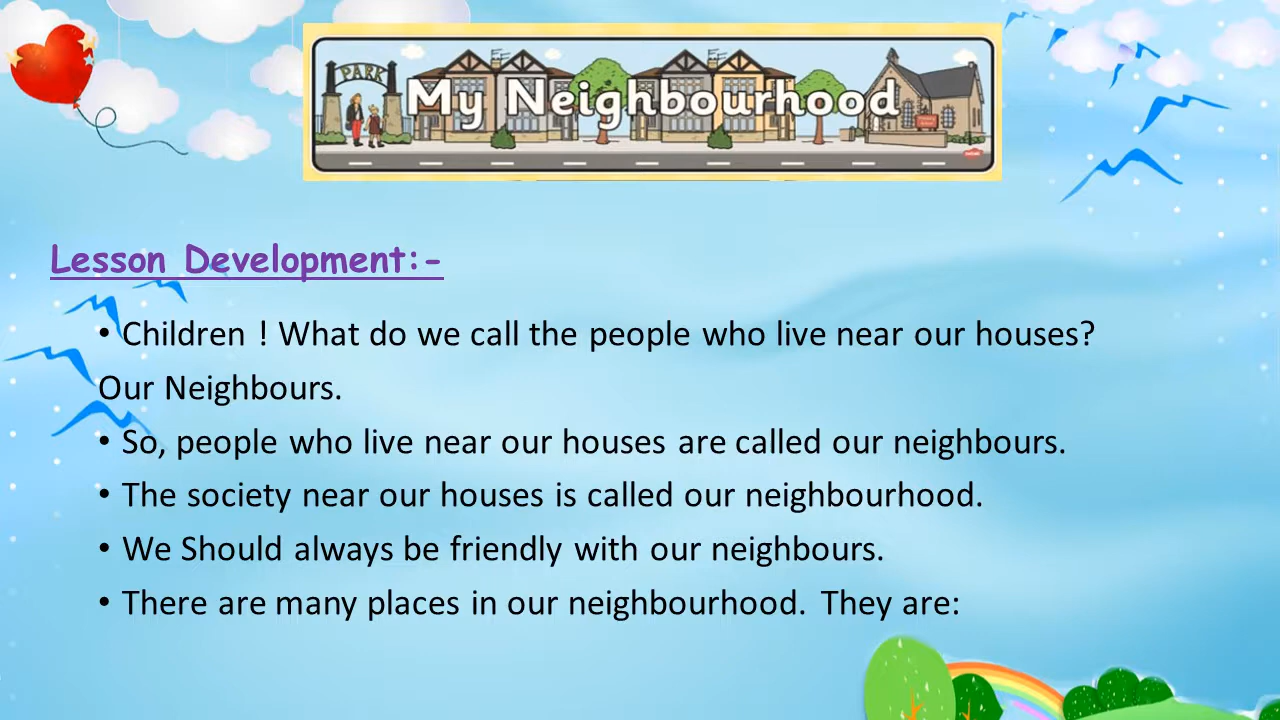 PARK
My Neighbourhood
Lesson Development:-
• Children ! What do we call the people who live near our houses?
Our Neighbours.
• So, people who live near our houses are called our neighbours.
• The society near our houses is called our neighbourhood.
• We Should always be friendly with our neighbours.
• There are many places in our neighbourhood. They are: